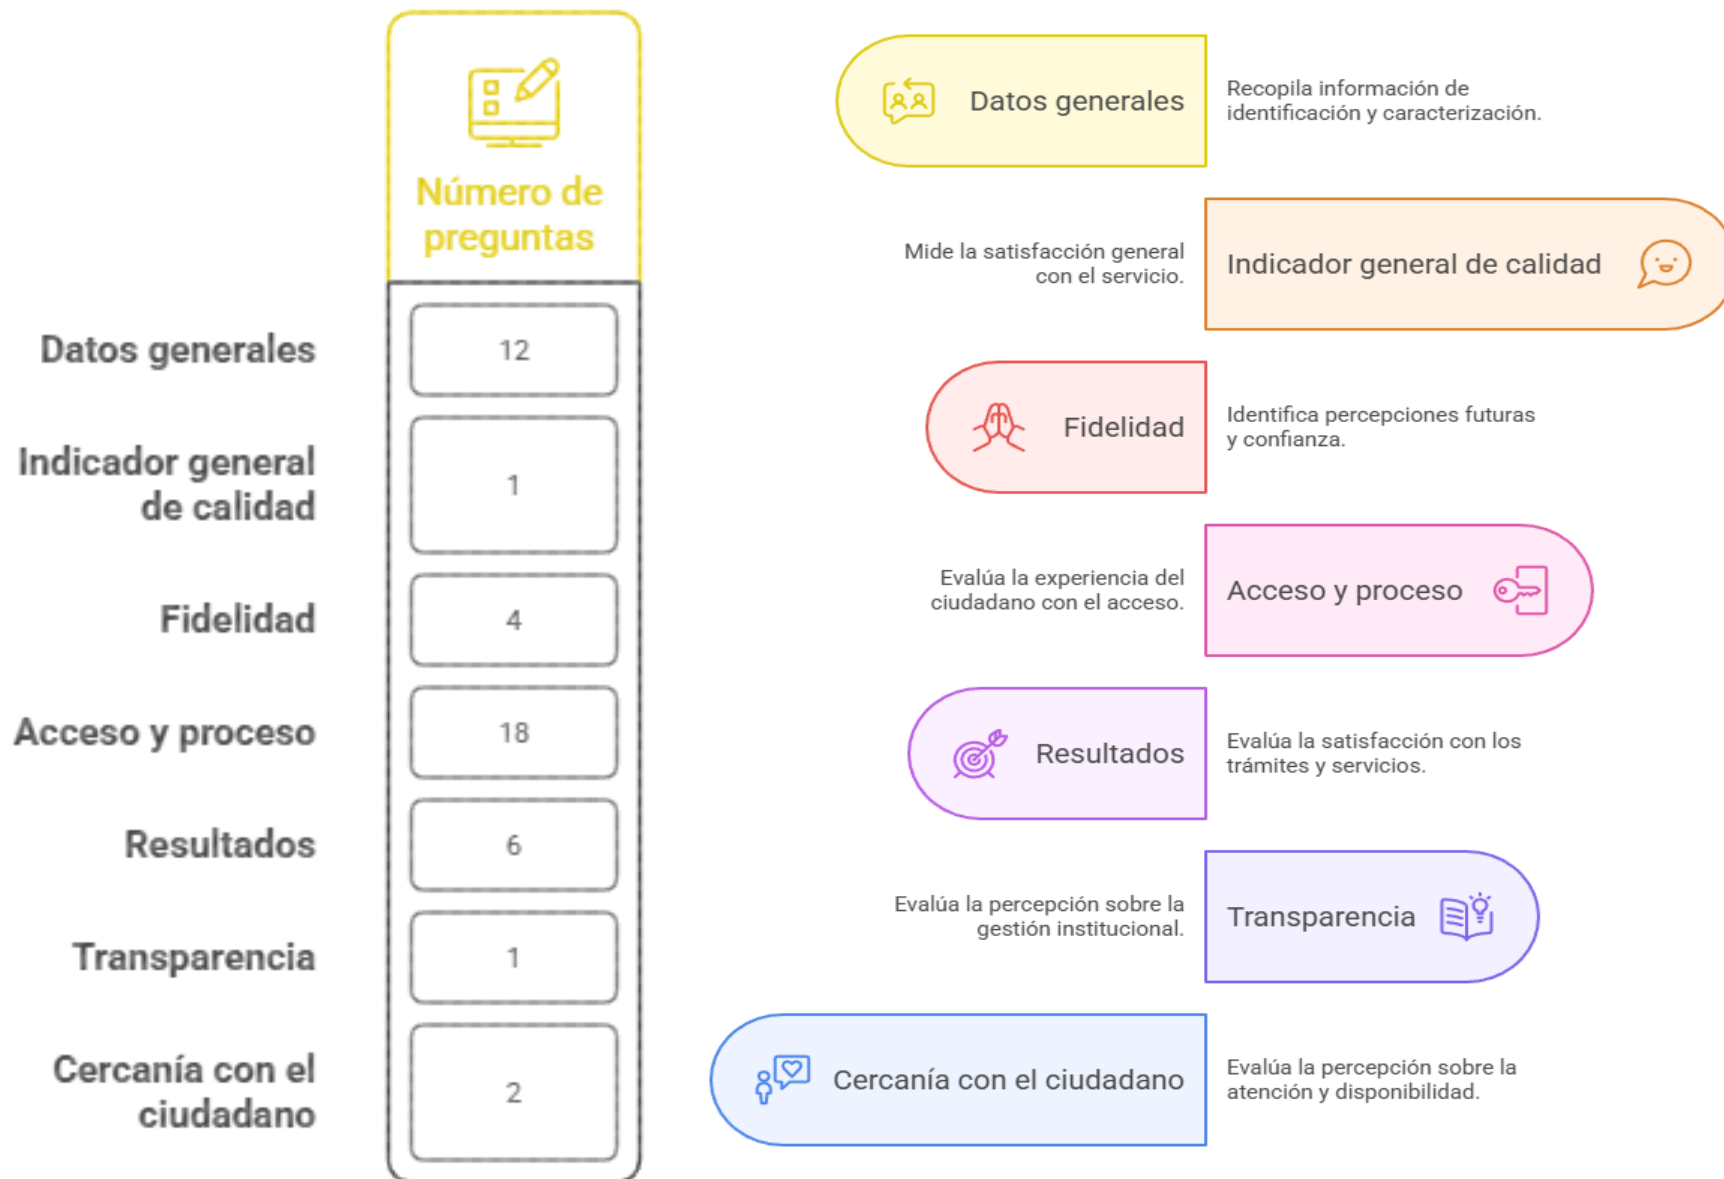 Número de
preguntas
Datos generales
12
Indicador general
de calidad
1
Fidelidad
4
Acceso y proceso
18
Resultados
6
Transparencia
1
Cercanía con el
ciudadano
2
Datos generales
Recopila información de
identificación y caracterización.
Mide la satisfacción general
con el servicio.
Indicador general de calidad
Fidelidad
Identifica percepciones futuras
y confianza.
Evalúa la experiencia del
ciudadano con el acceso.
Acceso y proceso
Resultados
Evalúa la satisfacción con los
trámites y servicios.
Evalúa la percepción sobre la
gestión institucional.
Transparencia
Cercanía con el ciudadano
Evalúa la percepción sobre la
atención y disponibilidad.